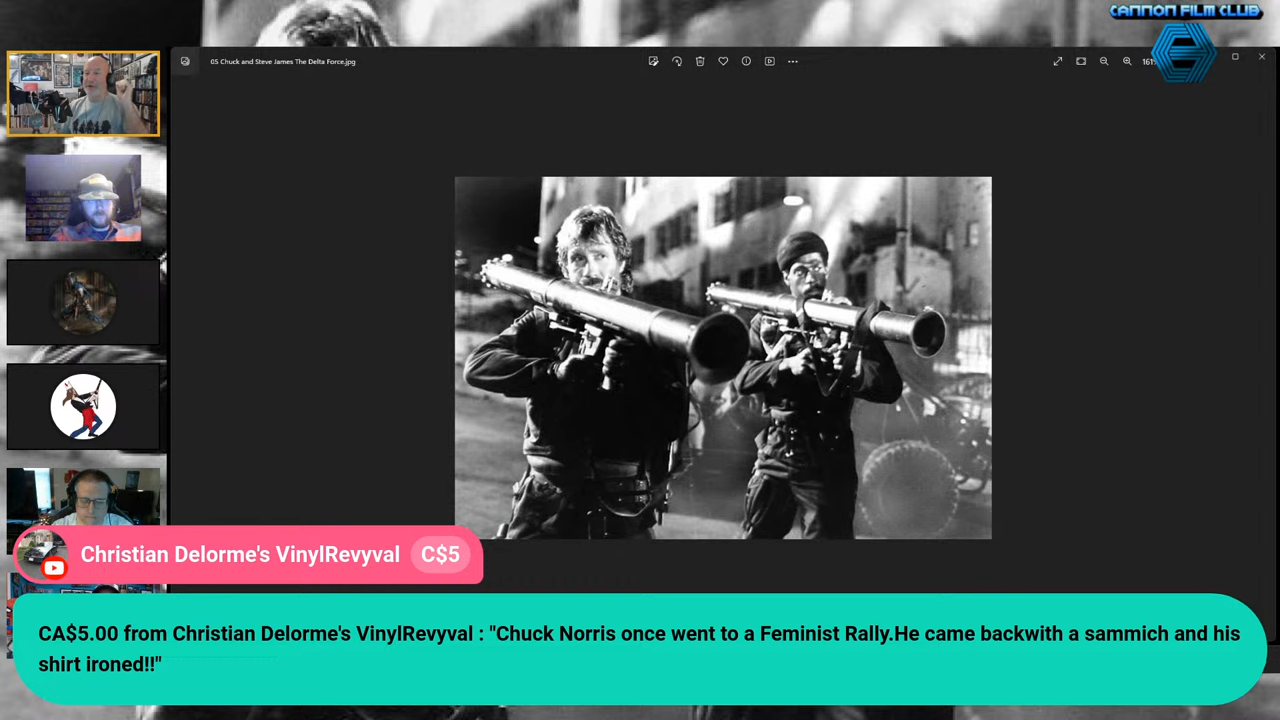 CANNON FILM CLUB
05 Chuck and Steve James The Delta Force.jpg
Christian Delorme's VinylRevyval C$5
CA$5.00 from Christian Delorme's VinylRevyval : "Chuck Norris once went to a Feminist Rally.He came backwith a sammich and his
shirt ironed!!"